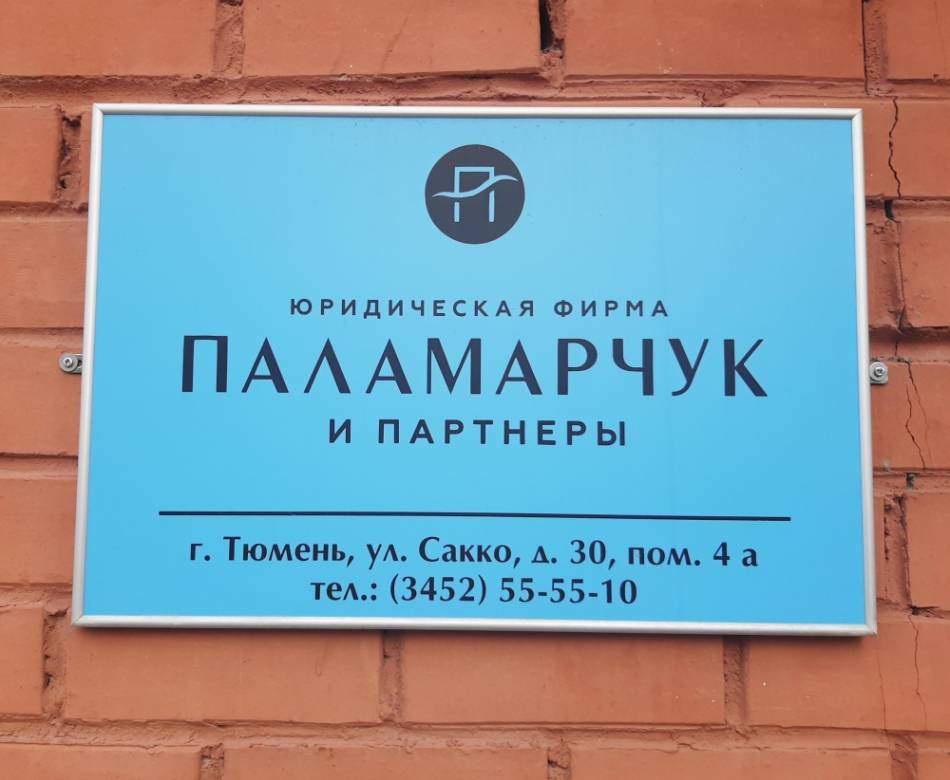 ЮРИДИЧЕСКАЯ ФИРМА
ПАЛАМАРЧУК
И ПАРТНЕРЫ
г. Тюмень, ул. Сакко, д. 30, пом. 4 а
тел.: (3452) 55-55-10